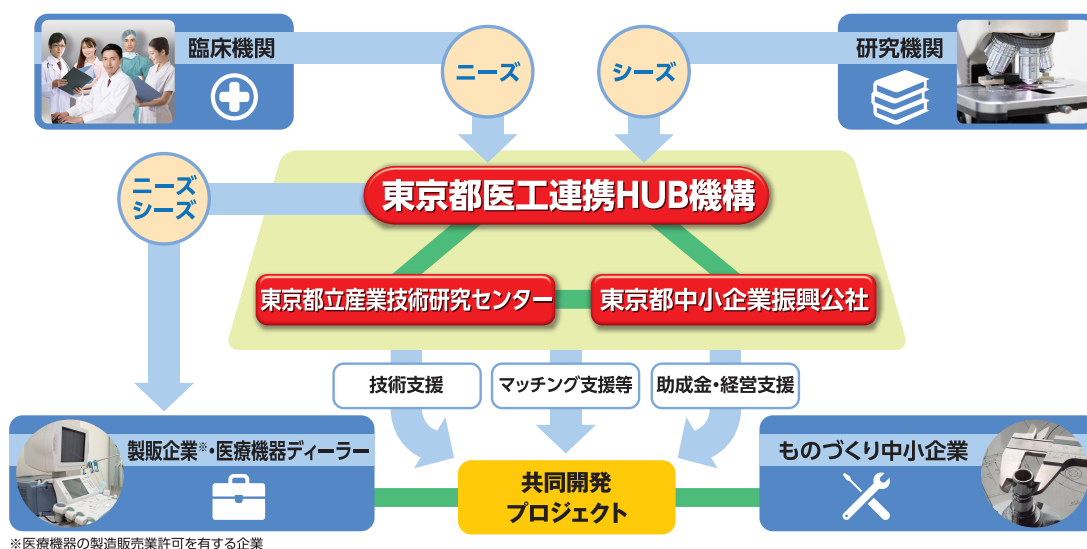 臨床機関
ニーズ
シーズ
研究機関
ニーズ
シーズ
東京都医工連携HUB機構
東京都立産業技術研究センター
東京都中小企業振興公社
技術支援
マッチング支援等
助成金・経営支援
製販企業※・医療機器ディーラー
共同開発
プロジェクト
ものづくり中小企業
※医療機器の製造販売業許可を有する企業